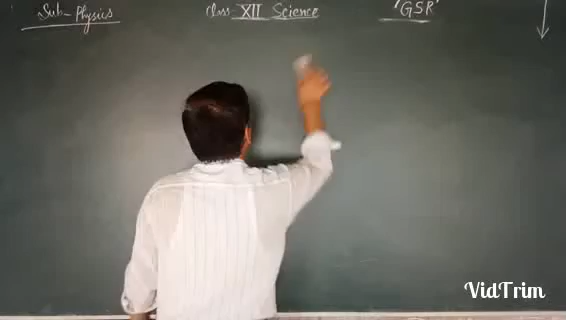 Sub- Physics
Class- XII Science
'GSR'
VidTrim